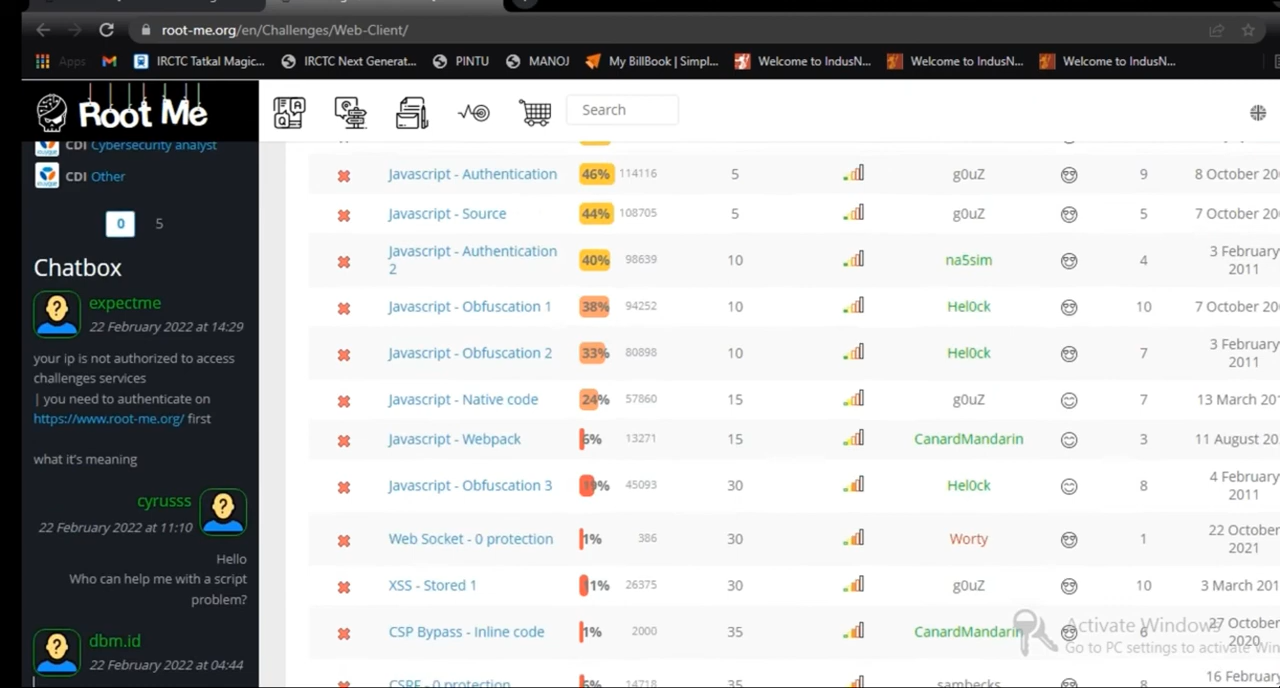 root-me.org/en/Challenges/Web-Client/
Apps IRCTC Tatkal Magic... IRCTC Next Generat... PINTU MANOJ My BillBook | Simpl... Welcome to IndusN... Welcome to IndusN... Welcome to IndusN...
Root Me
Search
CDI Cybersecurity analyst
CDI Other
0 5
Chatbox
expectme
22 February 2022 at 14:29
your ip is not authorized to access
challenges services
| you need to authenticate on
https://www.root-me.org/ first
what it's meaning
cyrusss
22 February 2022 at 11:10
Hello
Who can help me with a script
problem?
dbm.id
22 February 2022 at 04:44
Javascript - Authentication 46% 114116 5 g0uZ 9 8 October 20
Javascript - Source 44% 108705 5 g0uZ 5 7 October 20
Javascript - Authentication
2 40% 98639 10 na5sim 4 3 February
2011
Javascript - Obfuscation 1 38% 94252 10 Hel0ck 10 7 October 20
Javascript - Obfuscation 2 33% 80898 10 Hel0ck 7 3 February
2011
Javascript - Native code 24% 57860 15 g0uZ 7 13 March 201
Javascript - Webpack 6% 13271 15 CanardMandarin 3 11 August 20
Javascript - Obfuscation 3 19% 45093 30 Hel0ck 8 4 February
2011
Web Socket - 0 protection 1% 386 30 Worty 1 22 October
2021
XSS - Stored 1 11% 26375 30 g0uZ 10 3 March 201
CSP Bypass - Inline code 1% 2000 35 CanardMandarin 6 27 October
2020
CSRF - 0 protection 6% 14718 35 sambecks 8 16 February
Activate Windows
Go to PC settings to activate Win